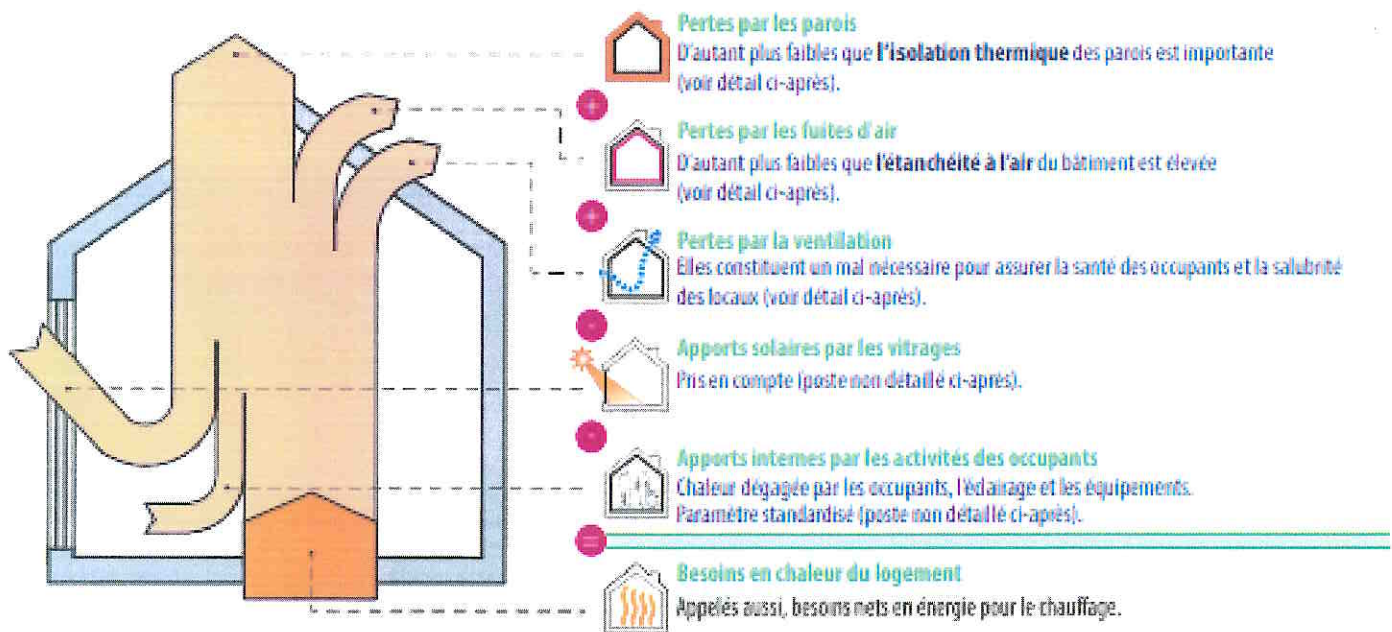 Pertes par les parois
D'autant plus faibles que l'isolation thermique des parois est importante
(voir détail ci-après).
+
Pertes par les fuites d'air
D'autant plus faibles que l'étanchéité à l'air du bâtiment est élevée
(voir détail ci-après).
+
Pertes par la ventilation
Elles constituent un mal nécessaire pour assurer la santé des occupants et la salubrité
des locaux (voir détail ci-après).
-
Apports solaires par les vitrages
Pris en compte (poste non détaillé ci-après).
-
Apports internes par les activités des occupants
Chaleur dégagée par les occupants, l'éclairage et les équipements.
Paramètre standardisé (poste non détaillé ci-après).
=
Besoins en chaleur du logement
Appelés aussi, besoins nets en énergie pour le chauffage.